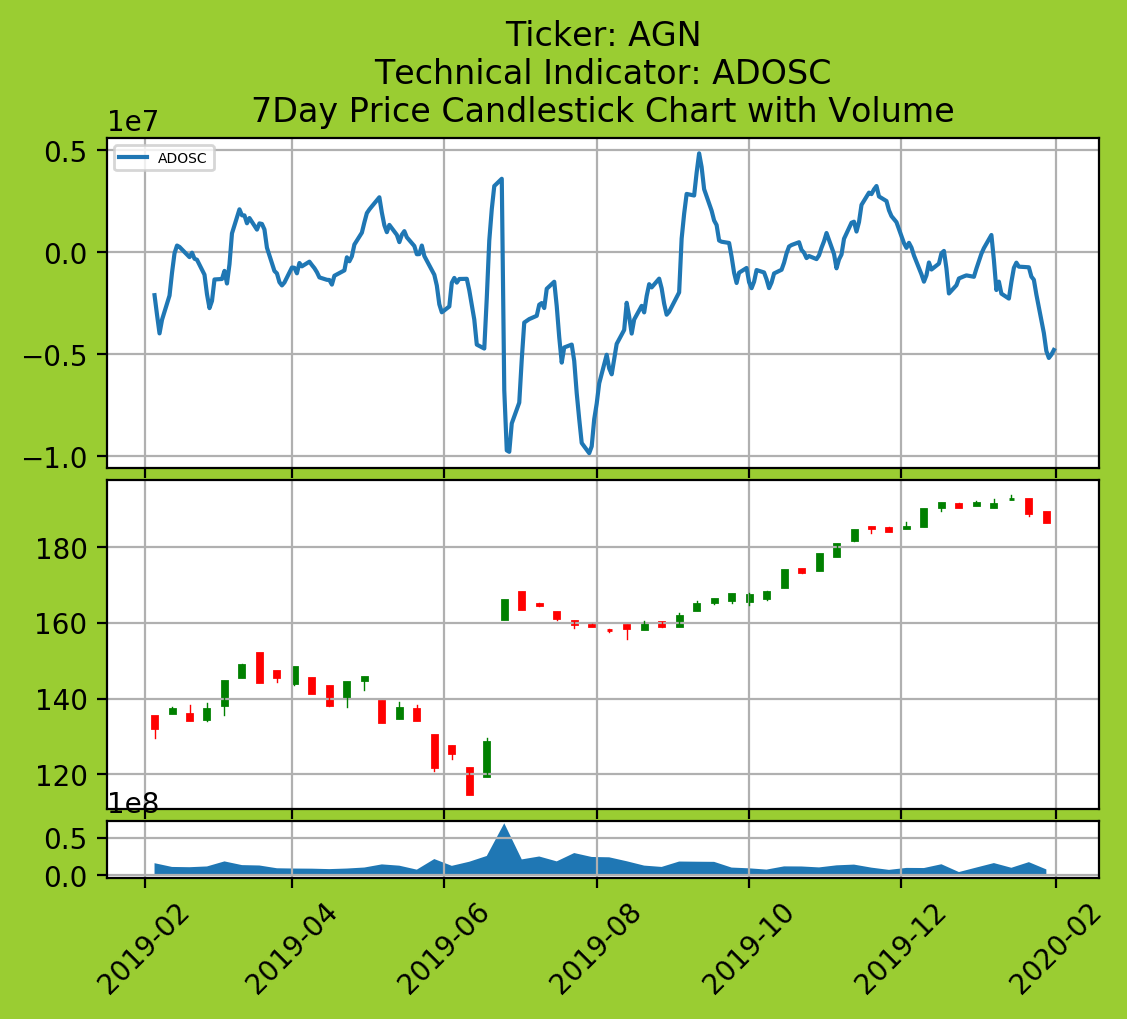 Ticker: AGN
Technical Indicator: ADOSC
7Day Price Candlestick Chart with Volume
1e7
ADOSC
0.5
0.0
−0.5
−1.0
180
160
140
120
1e8
0.5
0.0
2019-02
2019-04
2019-06
2019-08
2019-10
2019-12
2020-02